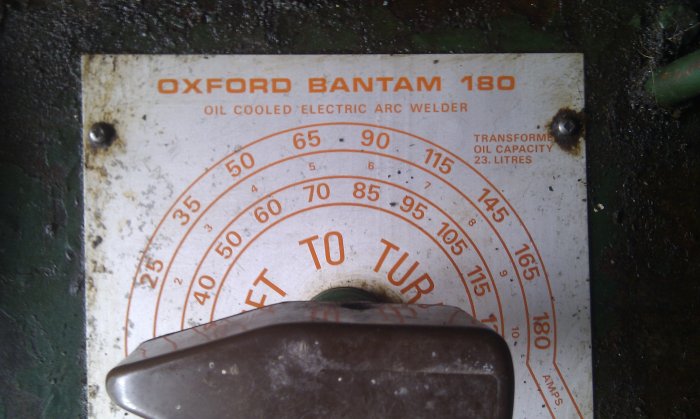 OXFORD BANTAM 180
OIL COOLED ELECTRIC ARC WELDER
TRANSFORMER
OIL CAPACITY
23. LITRES
25 35 50 65 90 115 145 165 180
AMPS
2 3 4 5 6 7 8 9 10
40 50 60 70 85 95 105 115
TO